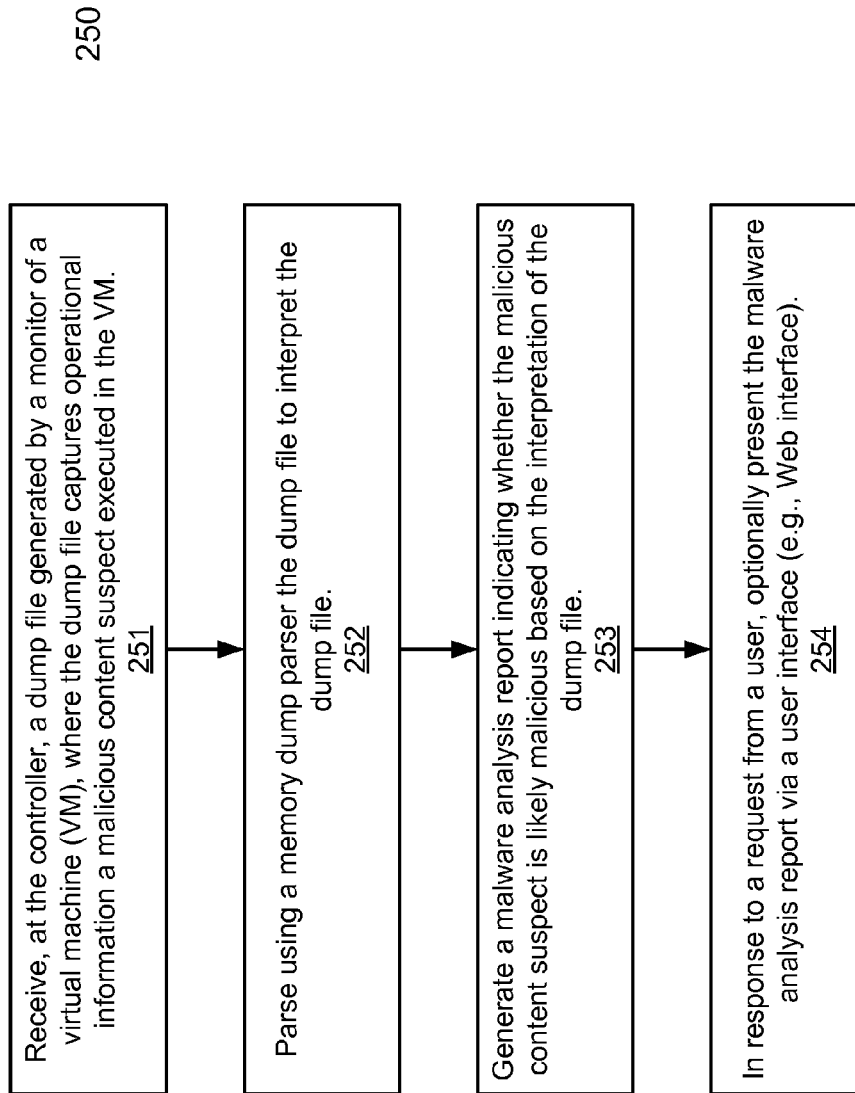 250
Receive, at the controller, a dump file generated by a monitor of a
virtual machine (VM), where the dump file captures operational
information a malicious content suspect executed in the VM.
251
Parse using a memory dump parser the dump file to interpret the
dump file.
252
Generate a malware analysis report indicating whether the malicious
content suspect is likely malicious based on the interpretation of the
dump file.
253
In response to a request from a user, optionally present the malware
analysis report via a user interface (e.g., Web interface).
254